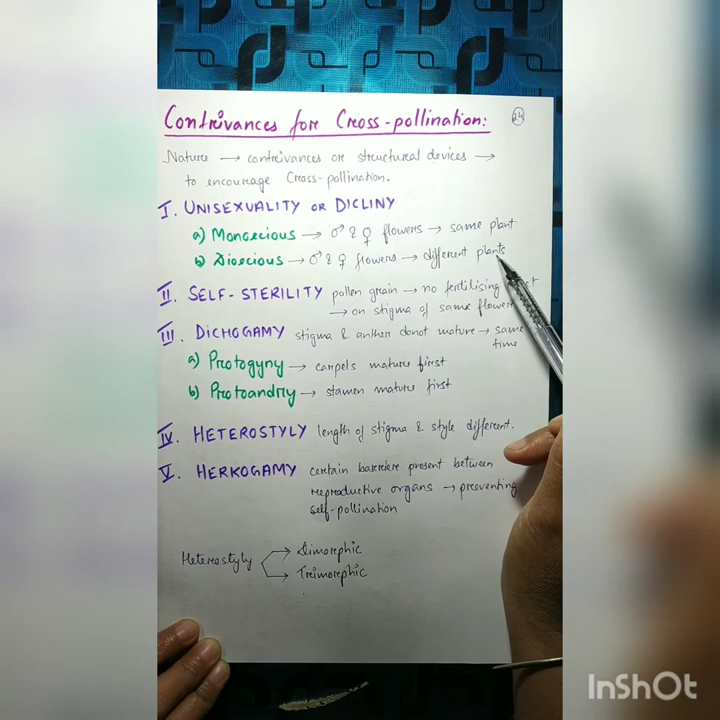 Contrivances for Cross-pollination:
24
Nature → contrivances or structural devices →
to encourage Cross-pollination.
I. UNISEXUALITY OR DICLINY
a) Monoecious → ♂ & ♀ flowers → same plant
b) Dioecious → ♂ & ♀ flowers → different plants
II. SELF-STERILITY pollen grain → no fertilising
→ on stigma of same flower
III. DICHOGAMY stigma & anther donot mature → same
time
a) Protogyny → carpels mature first
b) Protoandry → stamen mature first
IV. HETEROSTYLY length of stigma & style different.
V. HERKOGAMY certain barriers present between
reproductive organs → preventing
self-pollination
Heterostyly
Dimorphic
Trimorphic
InShOt